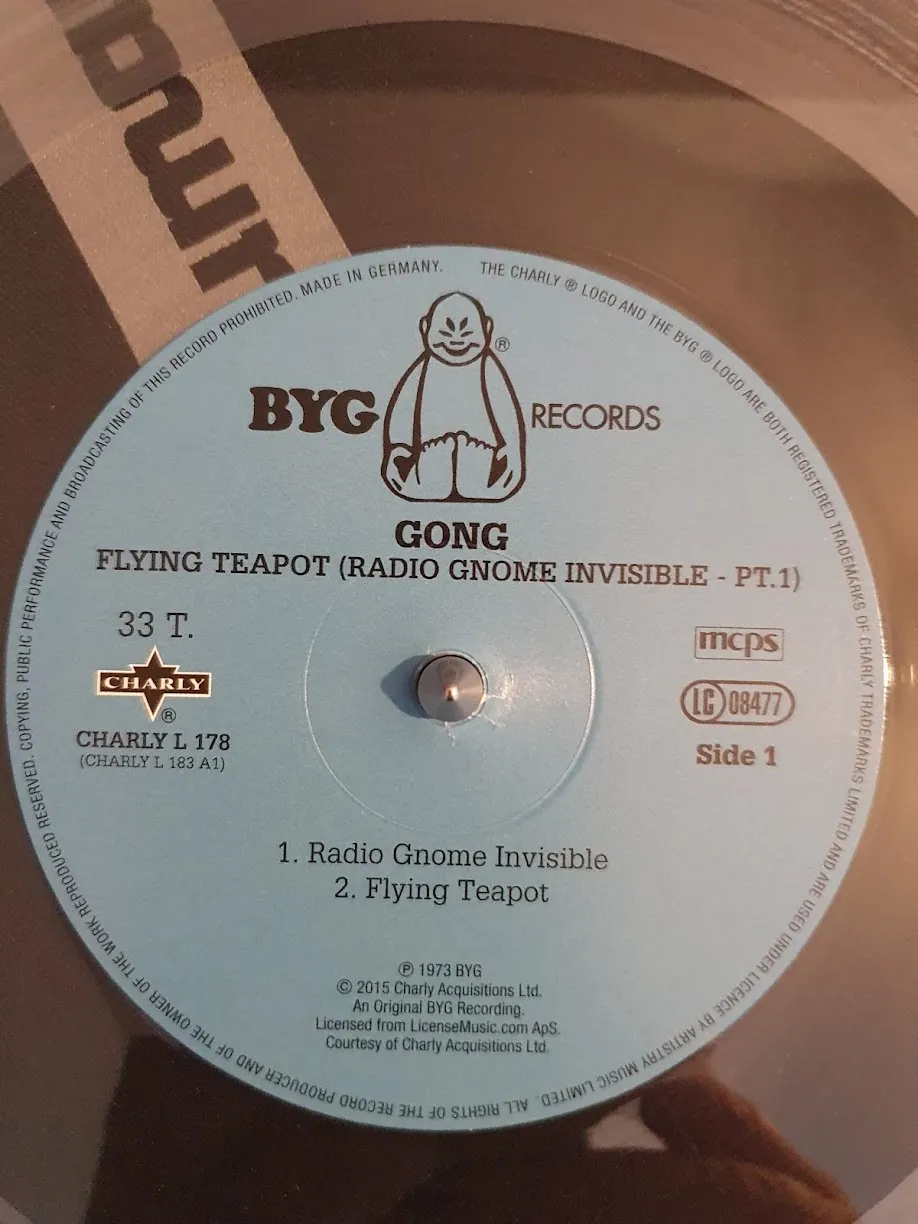 THE CHARLY ® LOGO AND THE BYG ® LOGO ARE BOTH REGISTERED TRADEMARKS OF CHARLY TRADEMARKS LIMITED AND ARE USED UNDER LICENCE BY ARTISTRY MUSIC LIMITED. ALL RIGHTS OF THE RECORD PRODUCER AND OF THE OWNER OF THE WORK REPRODUCED RESERVED. COPYING, PUBLIC PERFORMANCE AND BROADCASTING OF THIS RECORD PROHIBITED. MADE IN GERMANY.
®
BYG RECORDS
GONG
FLYING TEAPOT (RADIO GNOME INVISIBLE - PT.1)
33 T.
CHARLY
®
CHARLY L 178
(CHARLY L 183 A1)
mcps
LC 08477
Side 1
1. Radio Gnome Invisible
2. Flying Teapot
℗ 1973 BYG
© 2015 Charly Acquisitions Ltd.
An Original BYG Recording.
Licensed from LicenseMusic.com ApS.
Courtesy of Charly Acquisitions Ltd.